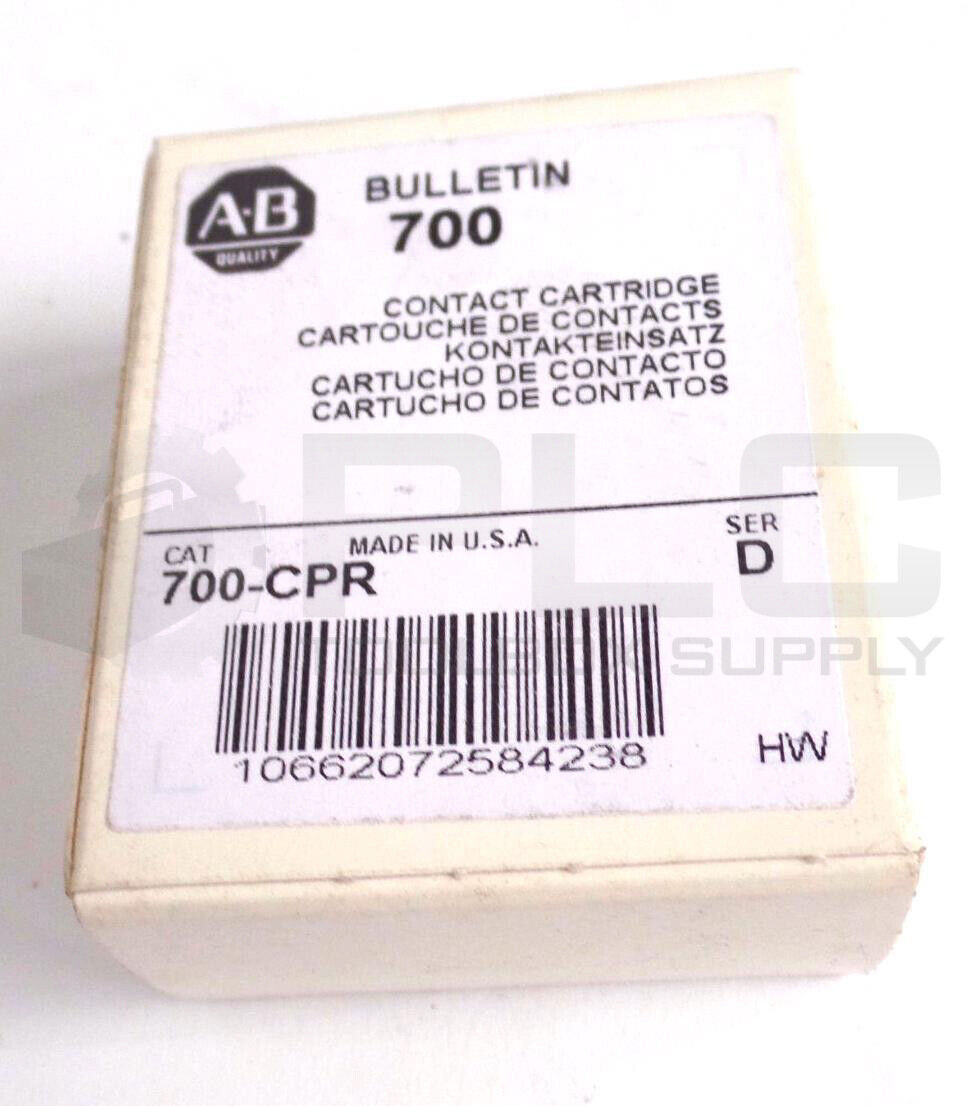 A-B
QUALITY
BULLETIN
700
CONTACT CARTRIDGE
CARTOUCHE DE CONTACTS
KONTAKTEINSATZ
CARTUCHO DE CONTACTO
CARTUCHO DE CONTATOS
CAT
MADE IN U.S.A.
SER
700-CPR
D
10662072584238
HW
PLC
TOOLBOX SUPPLY